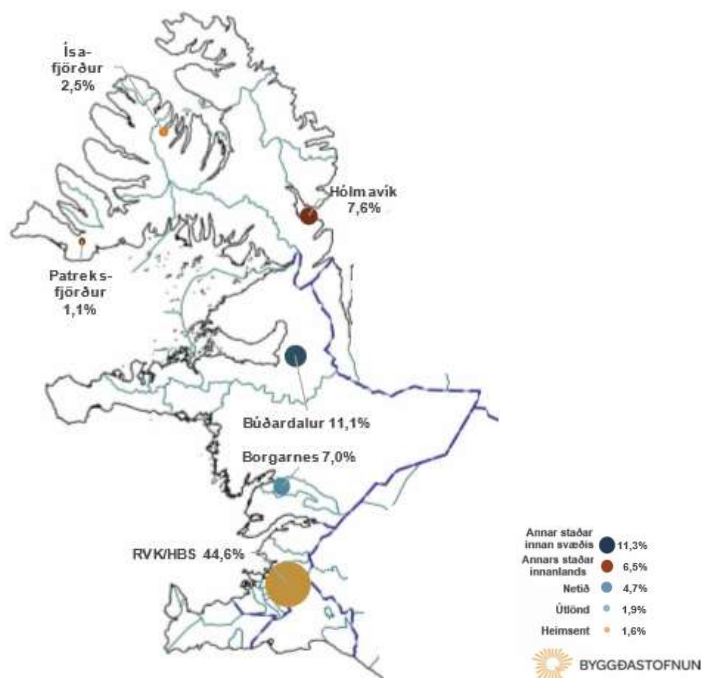 Ísa-
fjörður
2,5%
Hólmavík
7,6%
Patreks-
fjörður
1,1%
Búðardalur 11,1%
Borgarnes 7,0%
RVK/HBS 44,6%
Annar staðar
innan svæðis
11,3%
Annars staðar
innanlands
6,5%
Netið
4,7%
Útlönd
1,9%
Heimsent
1,6%
BYGGÐASTOFNUN